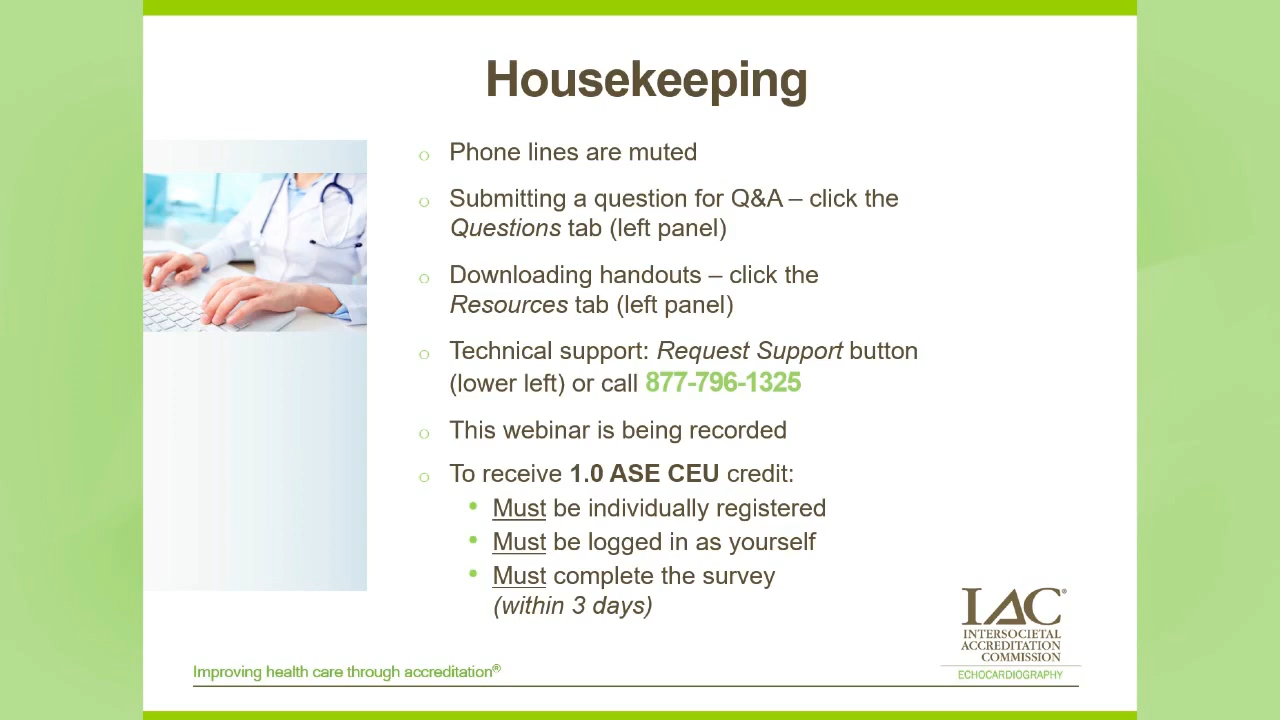 Housekeeping
o Phone lines are muted
o Submitting a question for Q&A – click the
Questions tab (left panel)
o Downloading handouts – click the
Resources tab (left panel)
o Technical support: Request Support button
(lower left) or call 877-796-1325
o This webinar is being recorded
o To receive 1.0 ASE CEU credit:
• Must be individually registered
• Must be logged in as yourself
• Must complete the survey
(within 3 days)
IAC®
INTERSOCIETAL
ACCREDITATION
COMMISSION
ECHOCARDIOGRAPHY
Improving health care through accreditation®